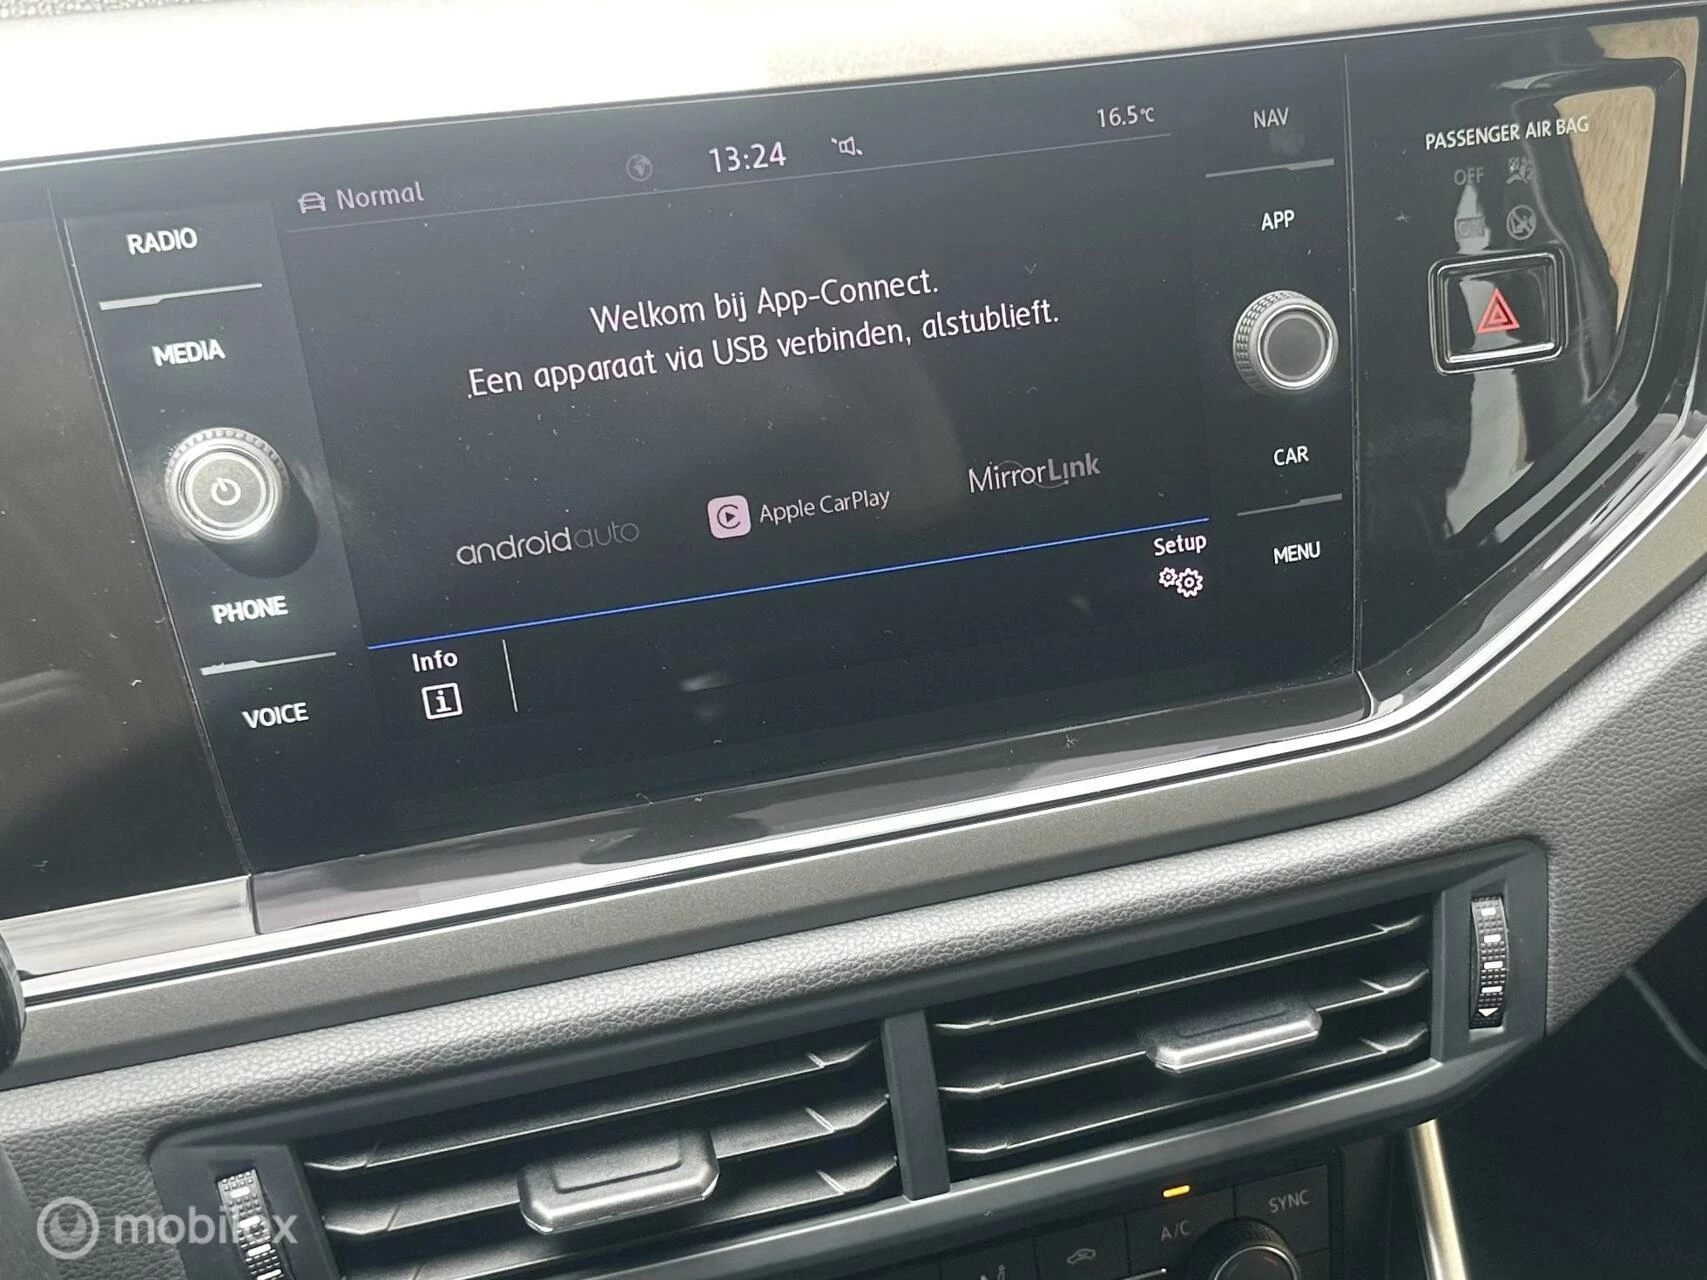 Normal
13:24
16.5°C
NAV
PASSENGER AIR BAG
OFF
ON
RADIO
APP
MEDIA
Welkom bij App-Connect.
Een apparaat via USB verbinden, alstublieft.
CAR
MirrorLink
Apple CarPlay
androidauto
Setup
MENU
PHONE
Info
i
VOICE
SYNC
A/C
mobilox